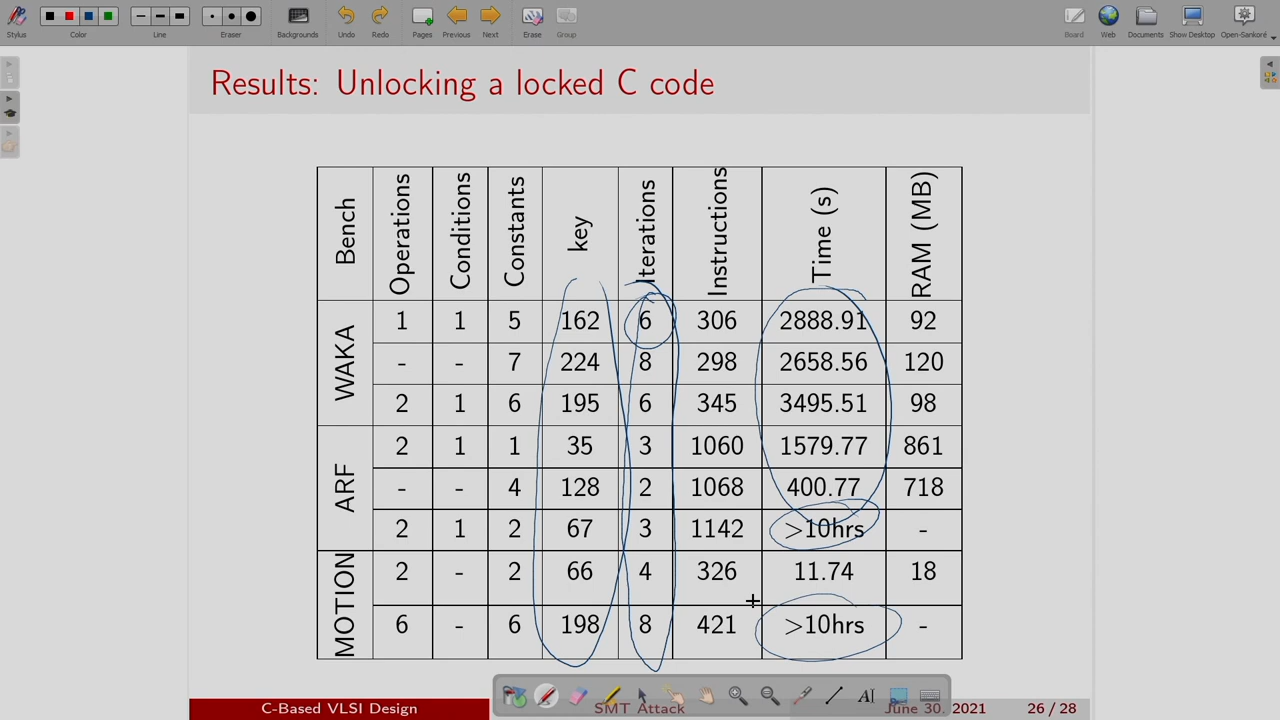 Stylus Color Line Eraser Backgrounds Undo Redo Pages Previous Next Erase Group Board Web Documents Show Desktop Open-Sankoré
Results: Unlocking a locked C code
Bench Operations Conditions Constants key Iterations Instructions Time (s) RAM (MB)
WAKA
1 1 5 162 6 306 2888.91 92
- - 7 224 8 298 2658.56 120
2 1 6 195 6 345 3495.51 98
ARF
2 1 1 35 3 1060 1579.77 861
- - 4 128 2 1068 400.77 718
2 1 2 67 3 1142 >10hrs -
MOTION
2 - 2 66 4 326 11.74 18
6 - 6 198 8 421 >10hrs -
C-Based VLSI Design SMT Attack June 30, 2021 26 / 28